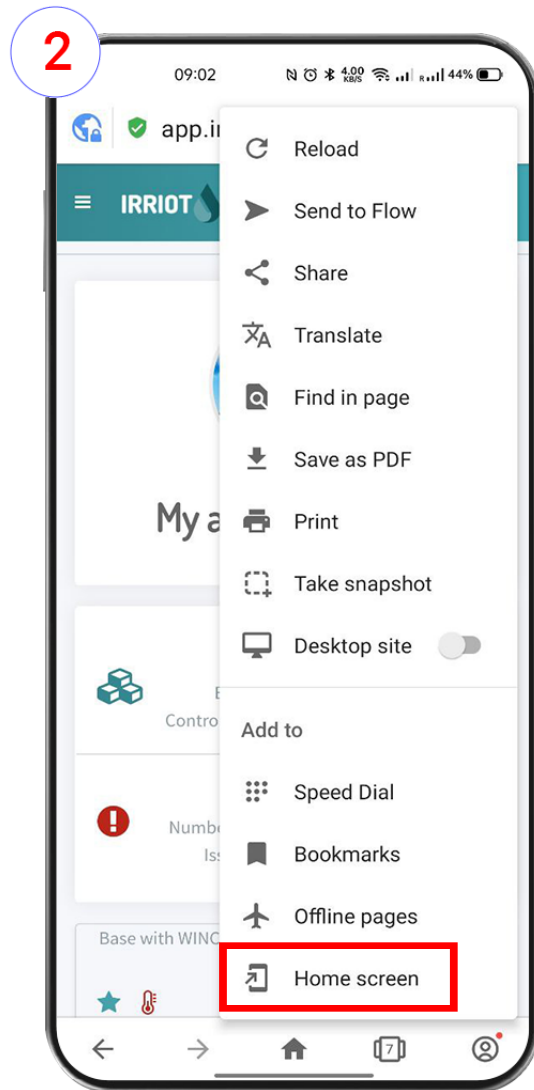 2
09:02 4.00 KB/S R 44%
app.ir
IRRIOT
Reload
Send to Flow
Share
Translate
Find in page
Save as PDF
My a
Print
Take snapshot
Desktop site
Contro
Add to
Speed Dial
Numbe
Bookmarks
Offline pages
Base with WINC
Home screen
7